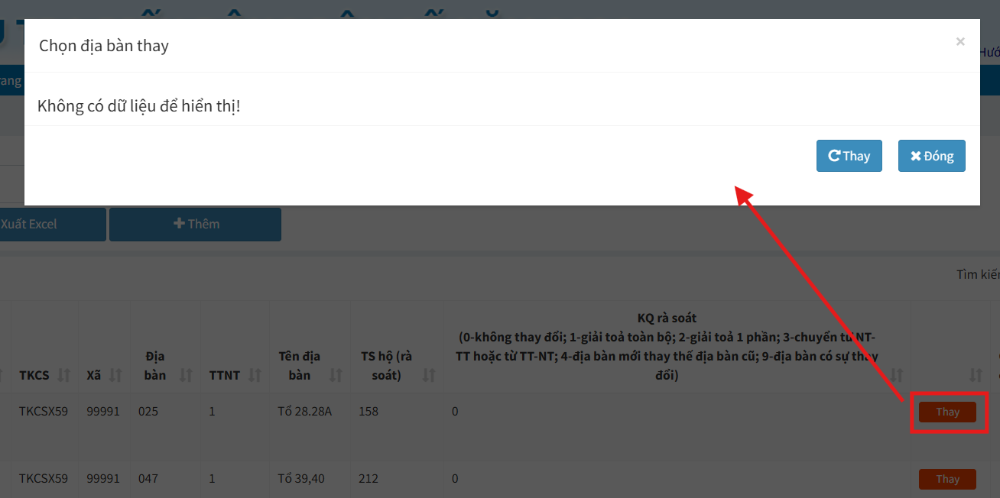 Chọn địa bàn thay
×
Hướ
rang
Không có dữ liệu để hiển thị!
Thay
Đóng
Xuất Excel
Thêm
Tìm kiế
KQ rà soát
(0-không thay đổi; 1-giải toả toàn bộ; 2-giải toả 1 phần; 3-chuyển từ NT-
TT hoặc từ TT-NT; 4-địa bàn mới thay thế địa bàn cũ; 9-địa bàn có sự thay
đổi)
TKCS
Xã
Địa
bàn
TTNT
Tên địa
bàn
TS hộ (rà
soát)
TKCSX59 99991 025 1 Tổ 28.28A 158 0 Thay
TKCSX59 99991 047 1 Tổ 39,40 212 0 Thay